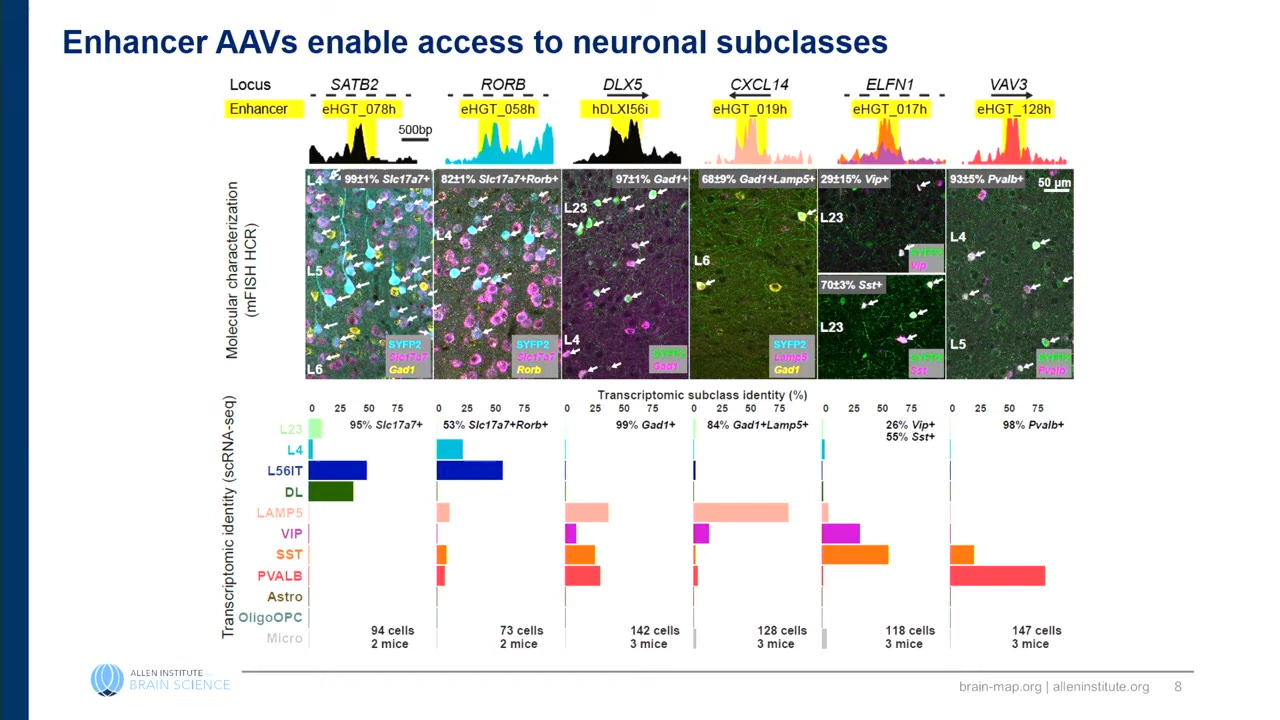 Enhancer AAVs enable access to neuronal subclasses
Locus SATB2 RORB DLX5 CXCL14 ELFN1 VAV3
Enhancer eHGT_078h eHGT_058h hDLXI56i eHGT_019h eHGT_017h eHGT_128h
500bp
Molecular characterization
(mFISH HCR)
L4 99±1% Slc17a7+ 82±1% Slc17a7+Rorb+ 97±1% Gad1+ 68±9% Gad1+Lamp5+ 29±15% Vip+ 93±5% Pvalb+
50 µm
L23 L23
L4 L4
L6
L5
SYFP2
Vip
70±3% Sst+
L23
L4 L5
L6
SYFP2 SYFP2 SYFP2 SYFP2 SYFP2 SYFP2
Slc17a7 Slc17a7 Gad1 Lamp5 Sst Pvalb
Gad1 Rorb Gad1
Transcriptomic identity (scRNA-seq)
Transcriptomic subclass identity (%)
0 25 50 75 0 25 50 75 0 25 50 75 0 25 50 75 0 25 50 75 0 25 50 75
L23 95% Slc17a7+ 53% Slc17a7+Rorb+ 99% Gad1+ 84% Gad1+Lamp5+ 26% Vip+ 98% Pvalb+
55% Sst+
L4
L56IT
DL
LAMP5
VIP
SST
PVALB
Astro
OligoOPC
Micro
94 cells 73 cells 142 cells 128 cells 118 cells 147 cells
2 mice 2 mice 3 mice 3 mice 3 mice 3 mice
ALLEN INSTITUTE for
BRAIN SCIENCE
brain-map.org | alleninstitute.org 8